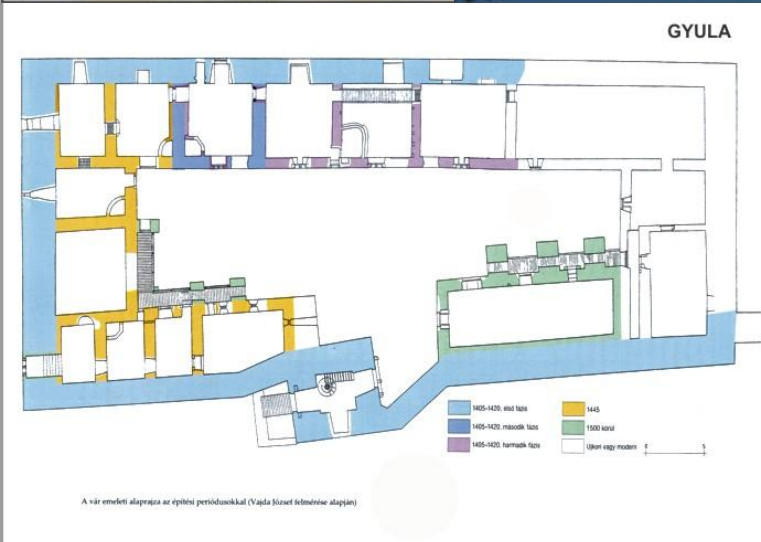 GYULA
1405–1420. első fázis
1405–1420. második fázis
1405–1420. harmadik fázis
1445
1500 körül
Újkori vagy modern
0 5
A vár emeleti alaprajza az építési periódusokkal (Vajda József felmérése alapján)